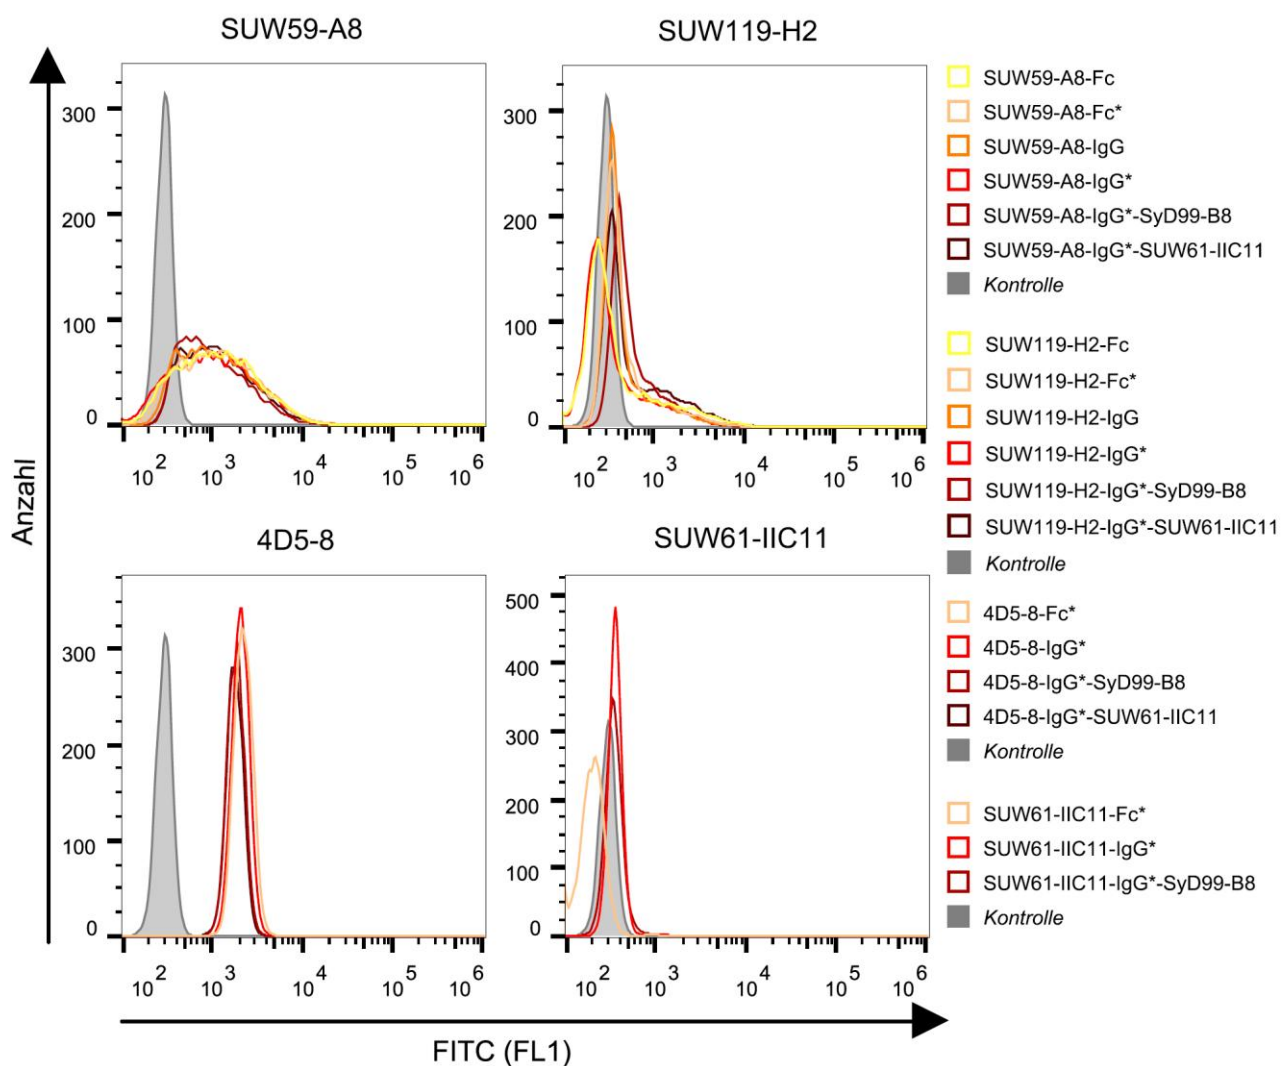 SUW59-A8
SUW119-H2
300
200
100
0
10^2 10^3 10^4 10^5 10^6
300
200
100
0
10^2 10^3 10^4 10^5 10^6
4D5-8
SUW61-IIC11
300
200
100
0
10^2 10^3 10^4 10^5 10^6
500
400
300
200
100
0
10^2 10^3 10^4 10^5 10^6
Anzahl
FITC (FL1)
SUW59-A8-Fc
SUW59-A8-Fc*
SUW59-A8-IgG
SUW59-A8-IgG*
SUW59-A8-IgG*-SyD99-B8
SUW59-A8-IgG*-SUW61-IIC11
Kontrolle
SUW119-H2-Fc
SUW119-H2-Fc*
SUW119-H2-IgG
SUW119-H2-IgG*
SUW119-H2-IgG*-SyD99-B8
SUW119-H2-IgG*-SUW61-IIC11
Kontrolle
4D5-8-Fc*
4D5-8-IgG*
4D5-8-IgG*-SyD99-B8
4D5-8-IgG*-SUW61-IIC11
Kontrolle
SUW61-IIC11-Fc*
SUW61-IIC11-IgG*
SUW61-IIC11-IgG*-SyD99-B8
Kontrolle